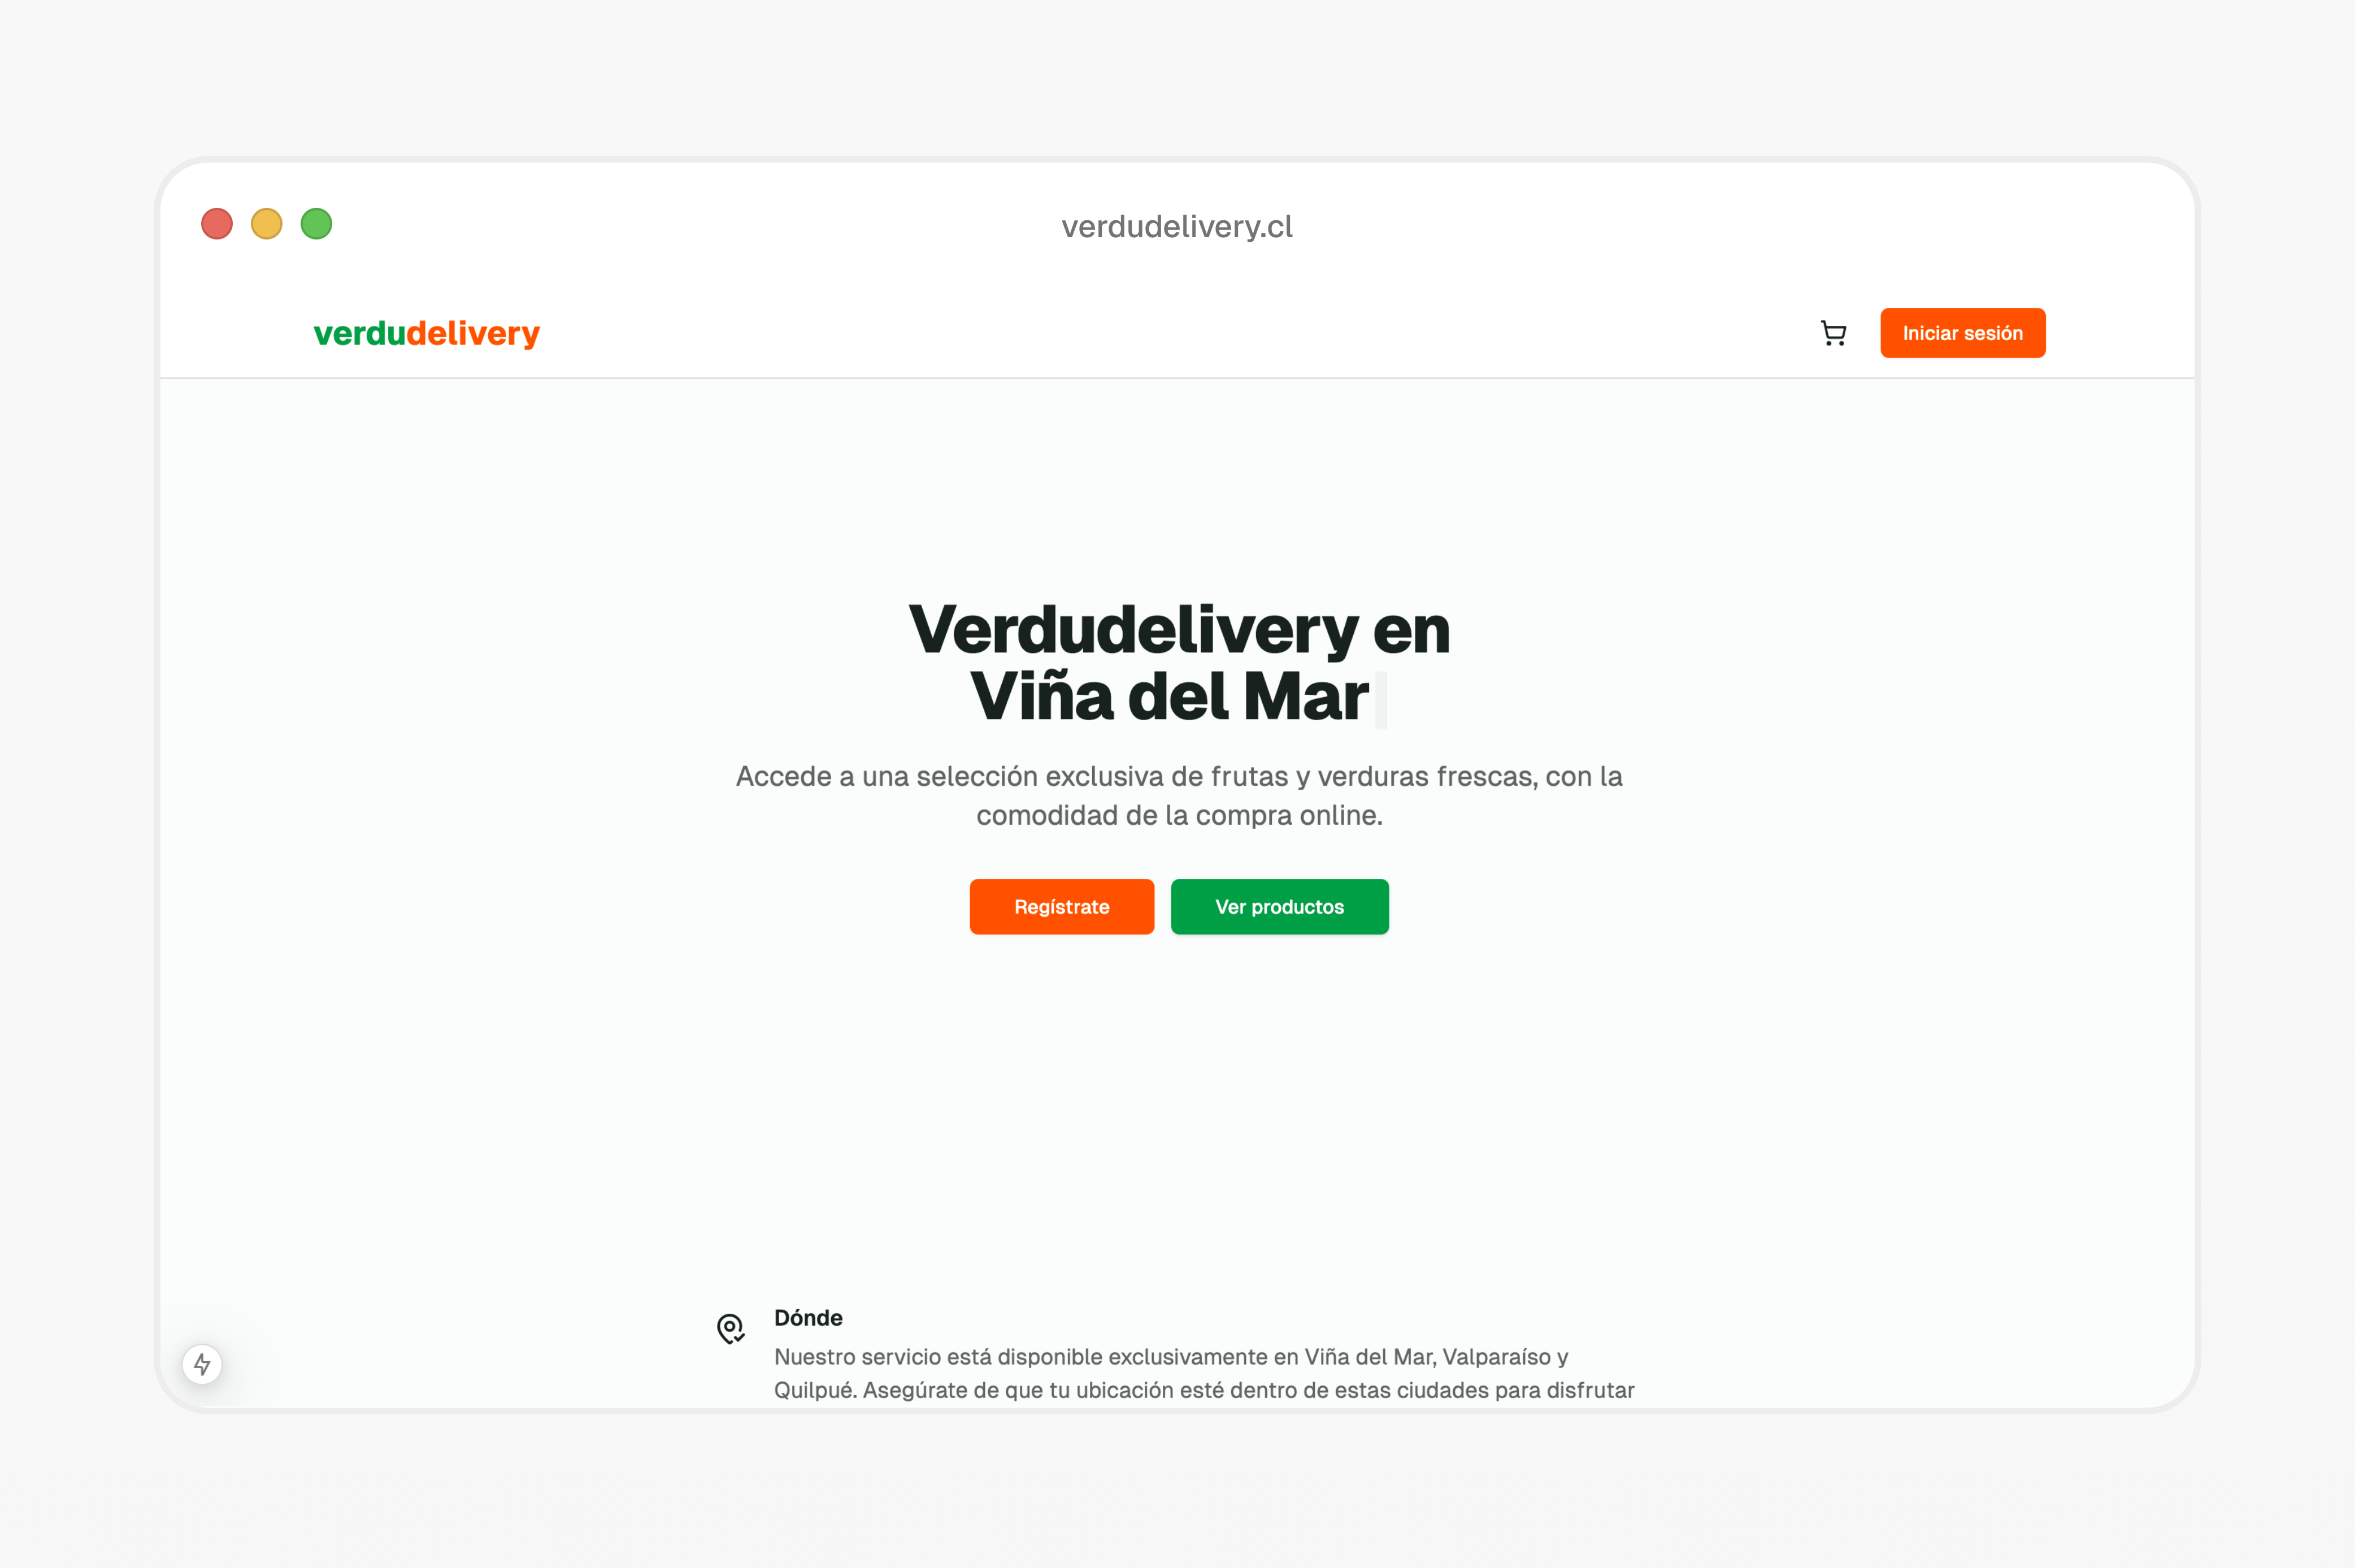 verdudelivery.cl
verdudelivery
Iniciar sesión
Verdudelivery en
Viña del Mar
Accede a una selección exclusiva de frutas y verduras frescas, con la
comodidad de la compra online.
Regístrate
Ver productos
Dónde
Nuestro servicio está disponible exclusivamente en Viña del Mar, Valparaíso y
Quilpué. Asegúrate de que tu ubicación esté dentro de estas ciudades para disfrutar